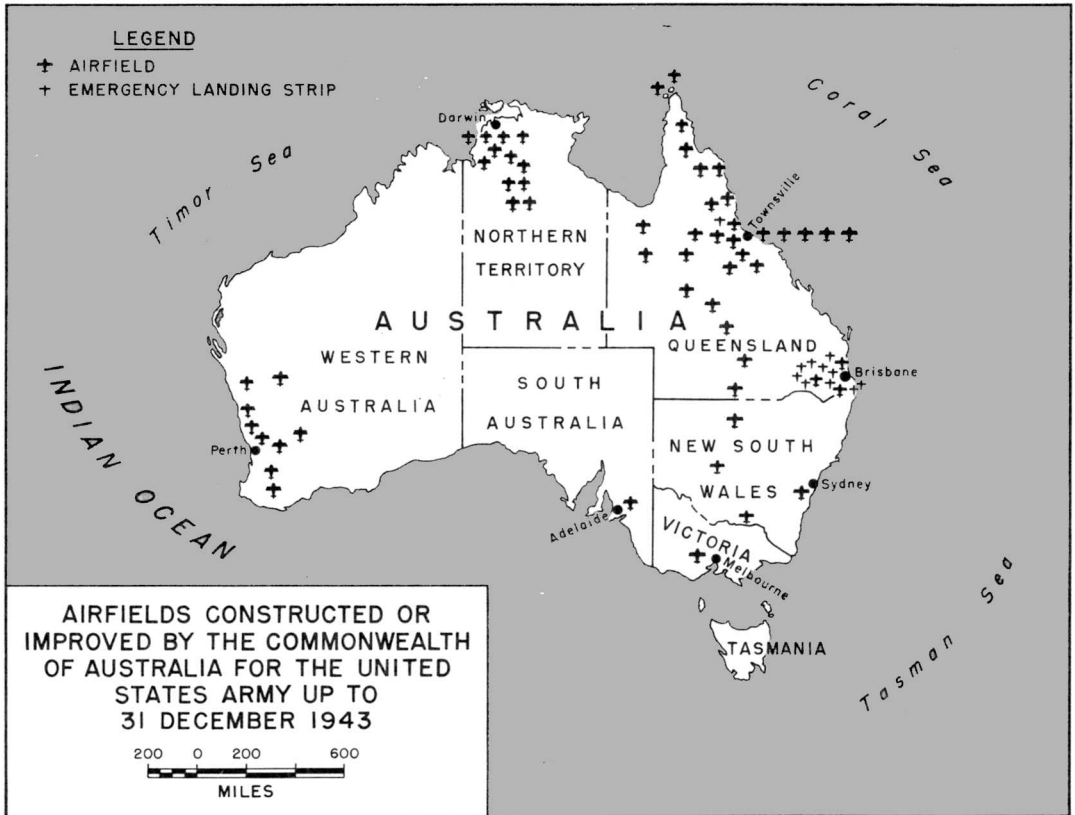 LEGEND
AIRFIELD
EMERGENCY LANDING STRIP
Timor Sea
Coral
Sea
Darwin
Townsville
NORTHERN
TERRITORY
AUSTRALIA
QUEENSLAND
WESTERN
AUSTRALIA
SOUTH
AUSTRALIA
Brisbane
INDIAN OCEAN
Perth
NEW SOUTH
WALES
Sydney
Adelaide
VICTORIA
Melbourne
TASMANIA
Tasman Sea
AIRFIELDS CONSTRUCTED OR
IMPROVED BY THE COMMONWEALTH
OF AUSTRALIA FOR THE UNITED
STATES ARMY UP TO
31 DECEMBER 1943
200 0 200 600
MILES